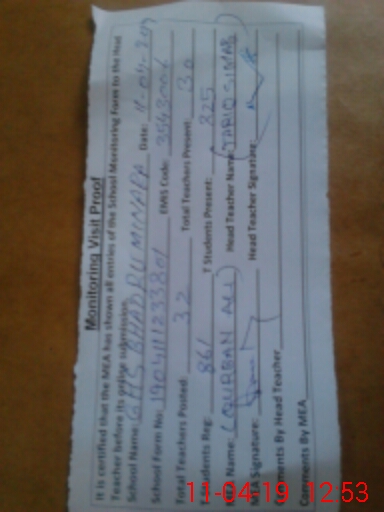 Monitoring Visit Proof
It is certified that the MEA has shown all entries of the School Monitoring Form to the Head
Teacher before its online submission.
School Name: GHS BHADRU MINARA Date: 11-04-2019
School Form No: EMIS Code:
Total Teachers Posted: 32 Total Teachers Present: 30
T Students Reg: 861 T Students Present: 825
Name: (QURBAN ALI) Head Teacher Name (TARIQ
MEA Signature: Head Teacher Signature:
Comments By Head Teacher
Comments By MEA
11-04-19 12:53